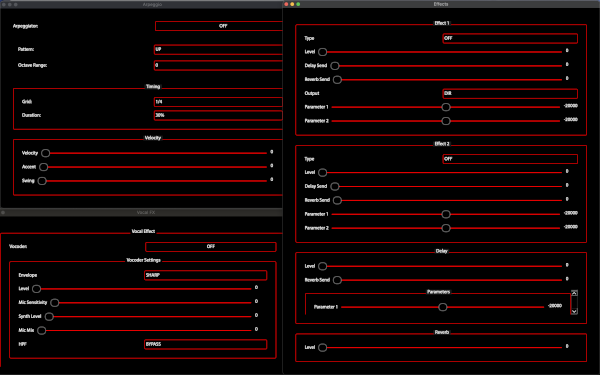 Arpeggio
Arpeggiator: OFF
Pattern: UP
Octave Range: 0
Timing
Grid: 1/4
Duration: 30%
Velocity
Velocity 0
Accent 0
Swing 0
Vocal FX
Vocal Effect
Vocoder: OFF
Vocoder Settings
Envelope SHARP
Level 0
Mic Sensitivity 0
Synth Level 0
Mic Mix 0
HPF BYPASS
Effects
Effect 1
Type OFF
Level 0
Delay Send 0
Reverb Send 0
Output DIR
Parameter 1 -20000
Parameter 2 -20000
Effect 2
Type OFF
Level 0
Delay Send 0
Reverb Send 0
Parameter 1 -20000
Parameter 2 -20000
Delay
Level 0
Reverb Send 0
Parameters
Parameter 1 -20000
Reverb
Level 0